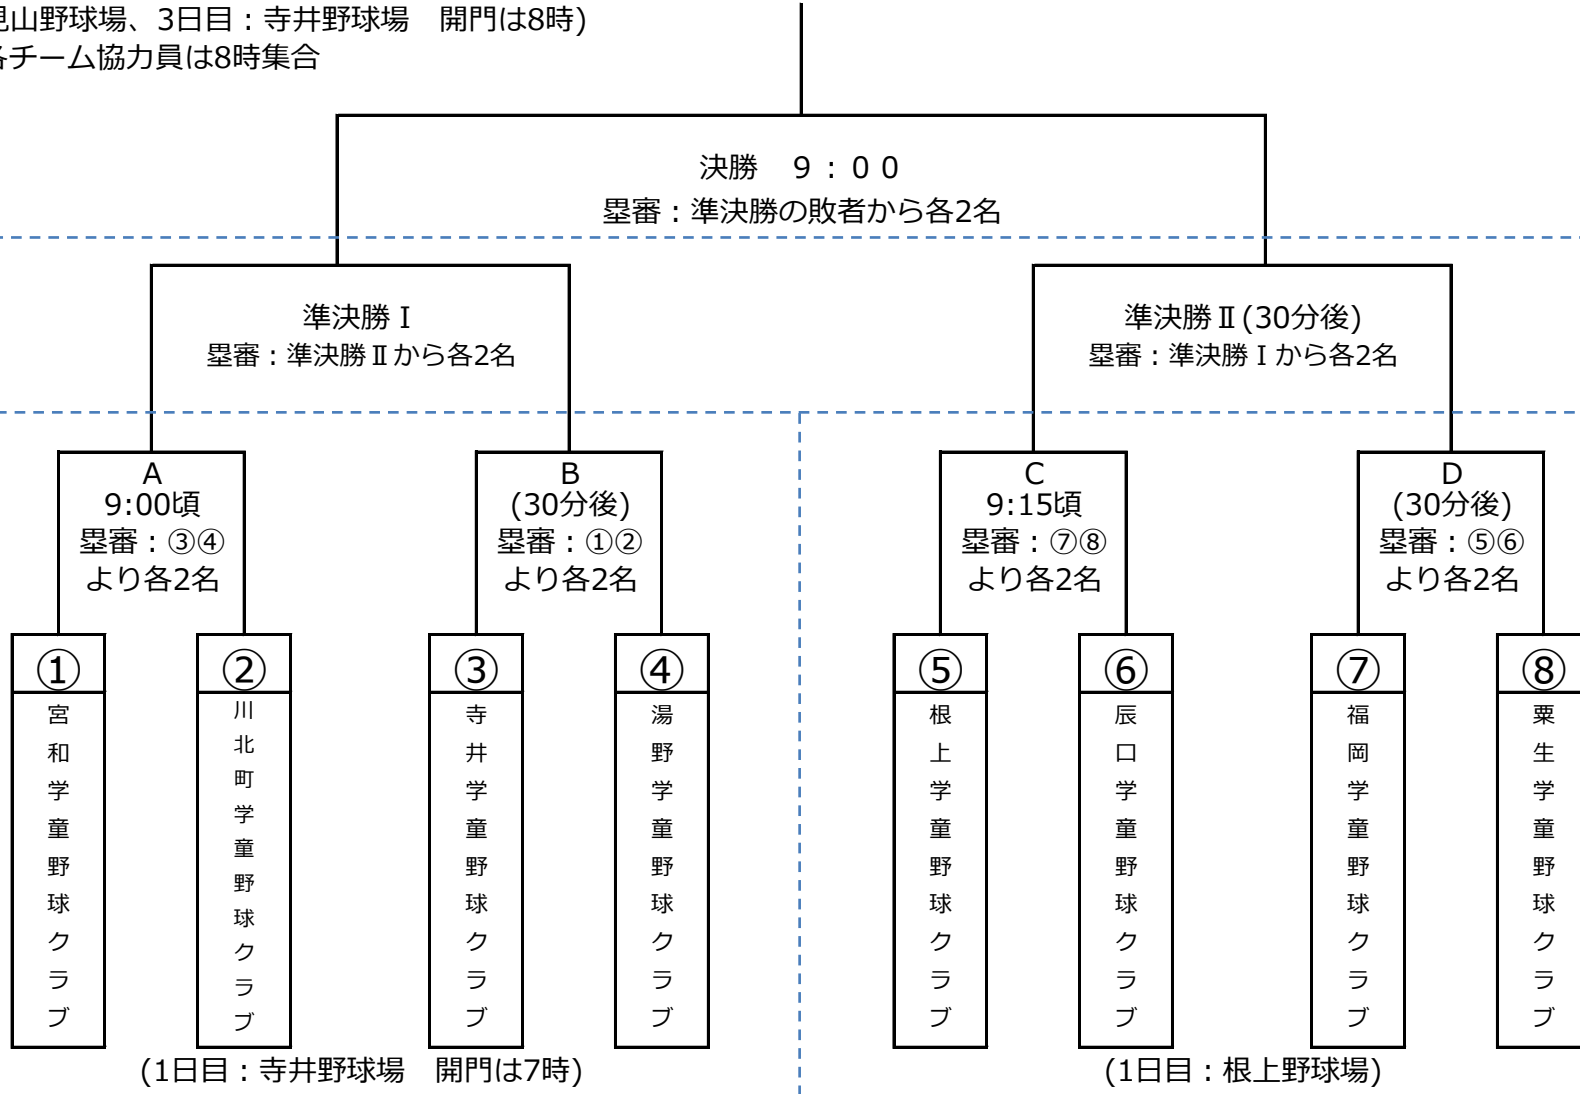 見山野球場、3日目：寺井野球場　開門は8時)
各チーム協力員は8時集合
決勝　９：００
塁審：準決勝の敗者から各2名
準決勝Ⅰ
塁審：準決勝Ⅱから各2名
準決勝Ⅱ(30分後)
塁審：準決勝Ⅰから各2名
A
9:00頃
塁審：③④
より各2名
B
(30分後)
塁審：①②
より各2名
C
9:15頃
塁審：⑦⑧
より各2名
D
(30分後)
塁審：⑤⑥
より各2名
①
宮和学童野球クラブ
②
川北町学童野球クラブ
③
寺井学童野球クラブ
④
湯野学童野球クラブ
⑤
根上学童野球クラブ
⑥
辰口学童野球クラブ
⑦
福岡学童野球クラブ
⑧
粟生学童野球クラブ
(1日目：寺井野球場　開門は7時)
(1日目：根上野球場)